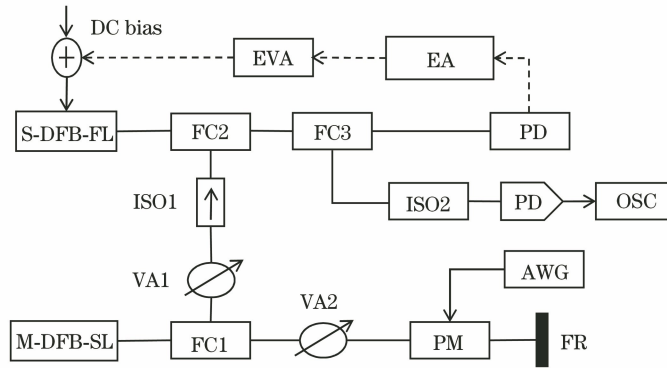 DC bias
EVA
EA
S-DFB-FL
FC2
FC3
PD
ISO1
ISO2
PD
OSC
VA1
VA2
AWG
M-DFB-SL
FC1
PM
FR